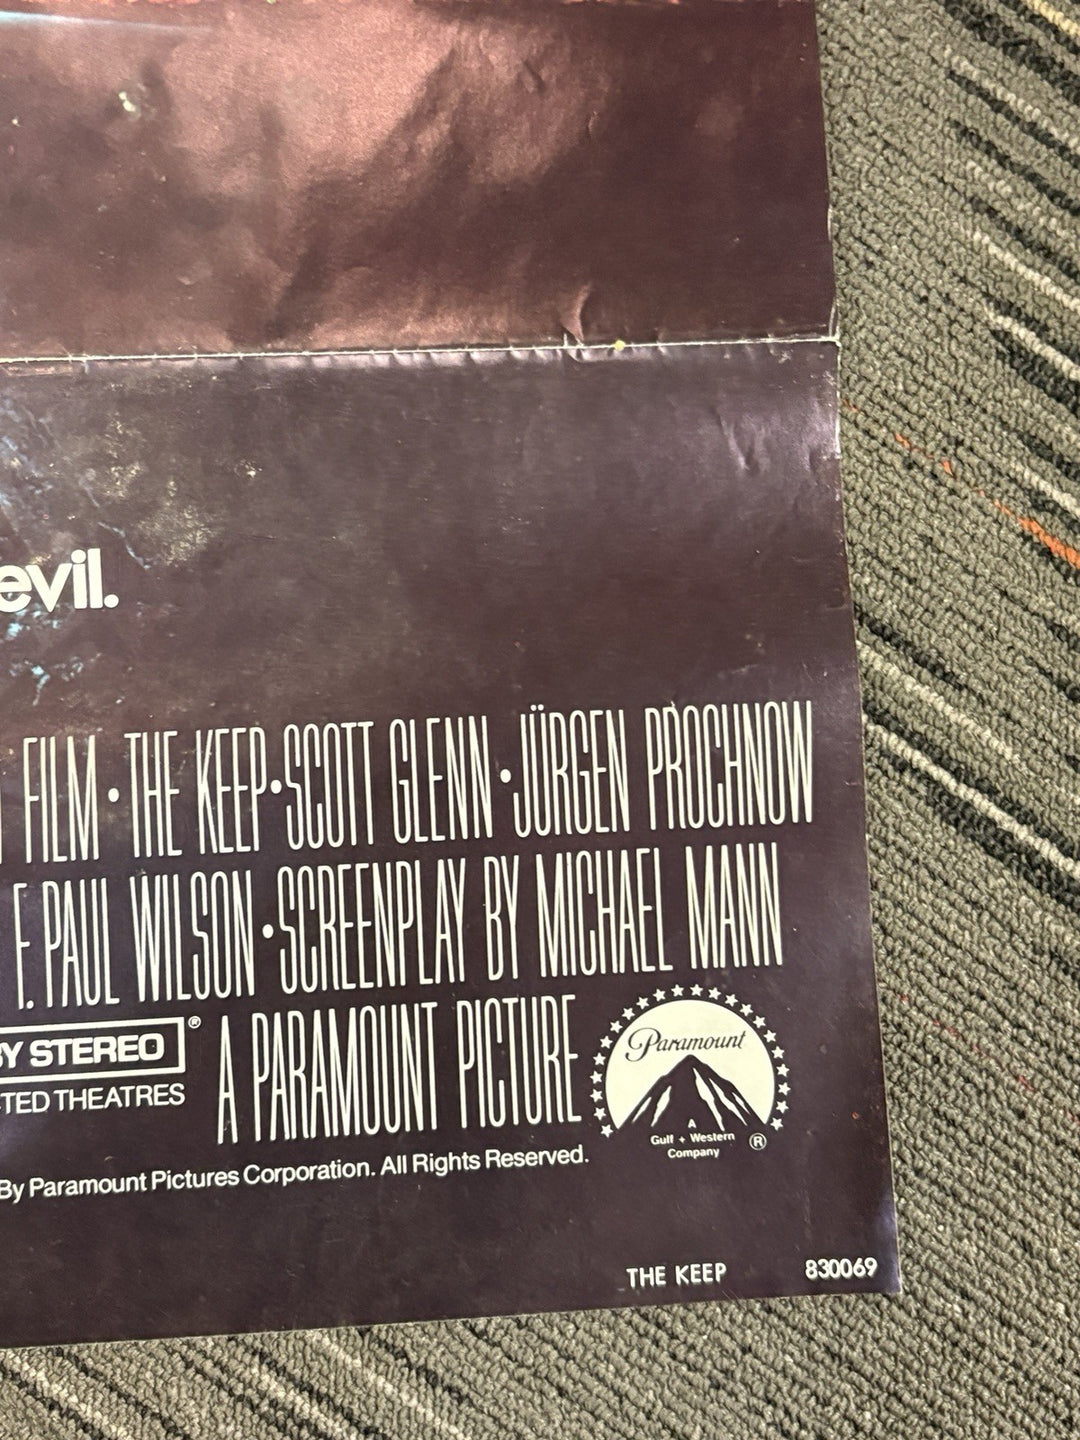 evil.
FILM • THE KEEP • SCOTT GLENN • JÜRGEN PROCHNOW
F. PAUL WILSON • SCREENPLAY BY MICHAEL MANN
BY STEREO ®
TED THEATRES
A PARAMOUNT PICTURE
Paramount
A
Gulf + Western
Company
®
By Paramount Pictures Corporation. All Rights Reserved.
THE KEEP 830069